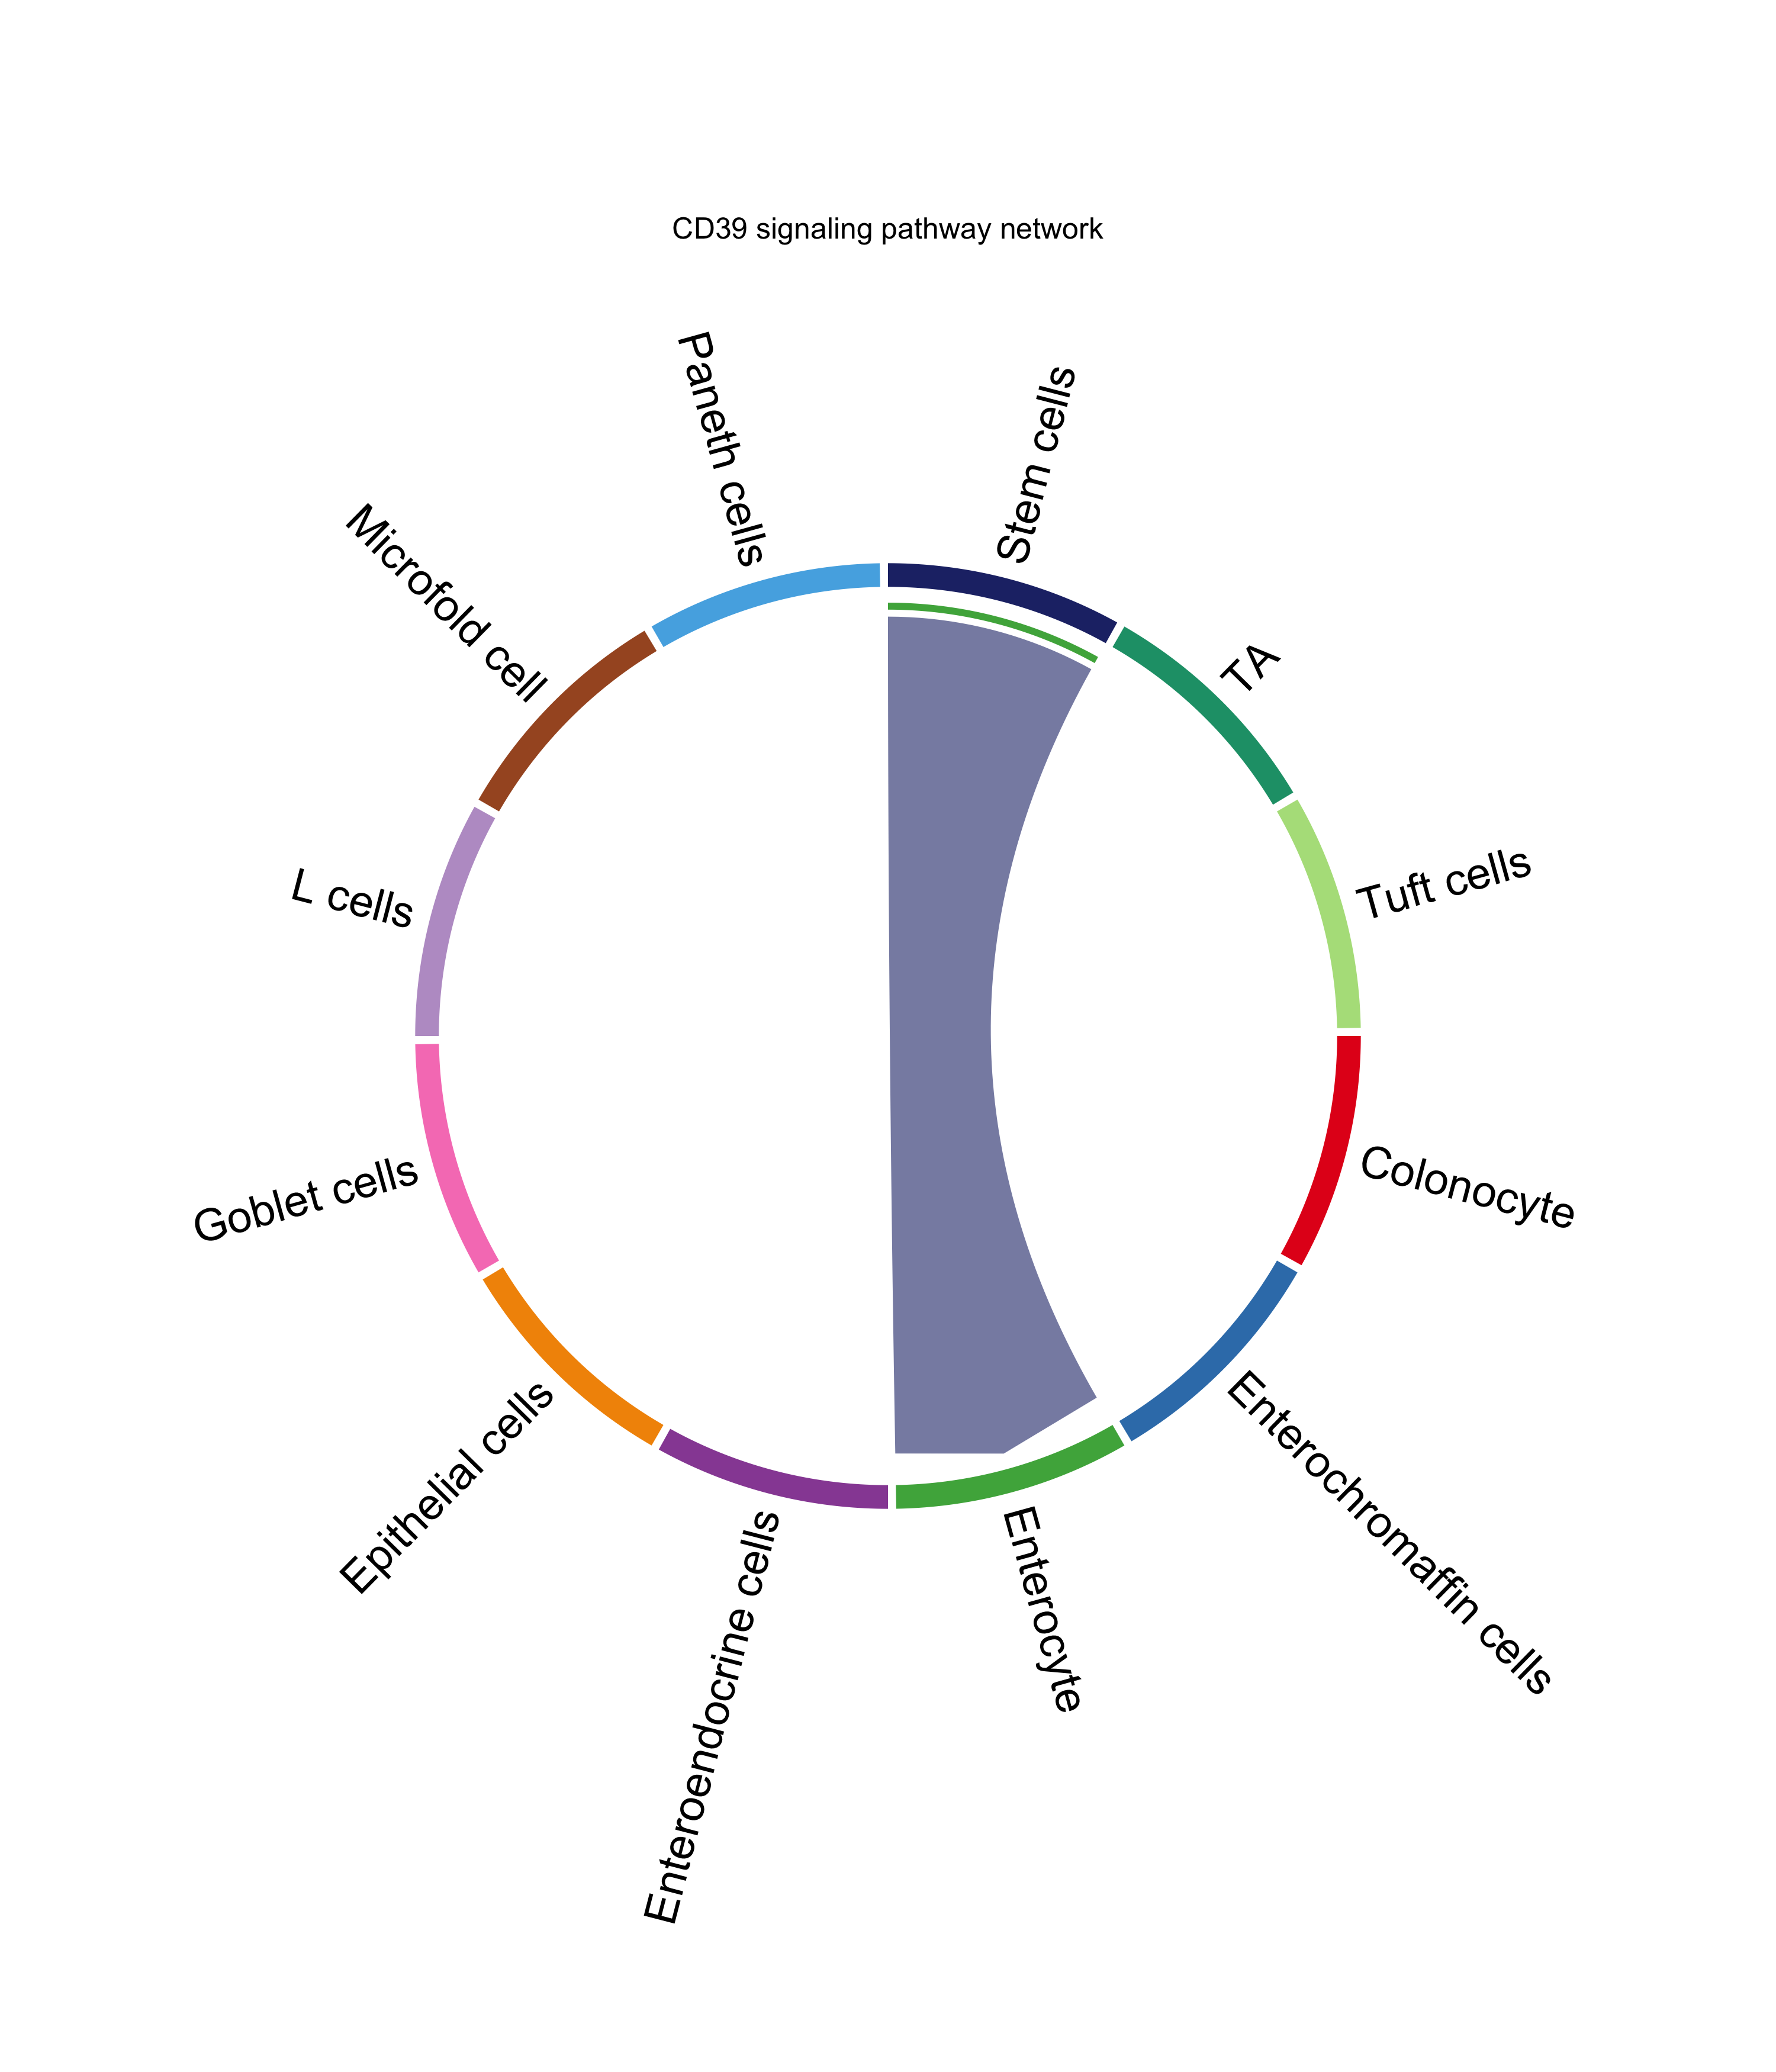 CD39 signaling pathway network
Stem cells
TA
Tuft cells
Colonocyte
Enterochromaffin cells
Enterocyte
Enteroendocrine cells
Epithelial cells
Goblet cells
L cells
Microfold cell
Paneth cells